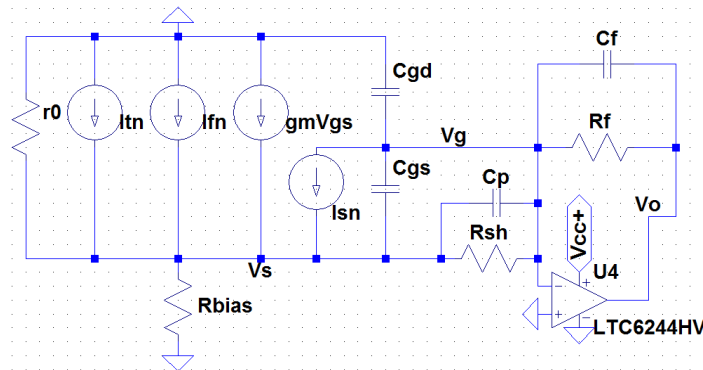 Cf
Cgd
r0
Itn
Ifn
gmVgs
Vg
Rf
Cgs
Cp
Isn
Vcc+
Vo
Rsh
Vs
U4
Rbias
LTC6244HV